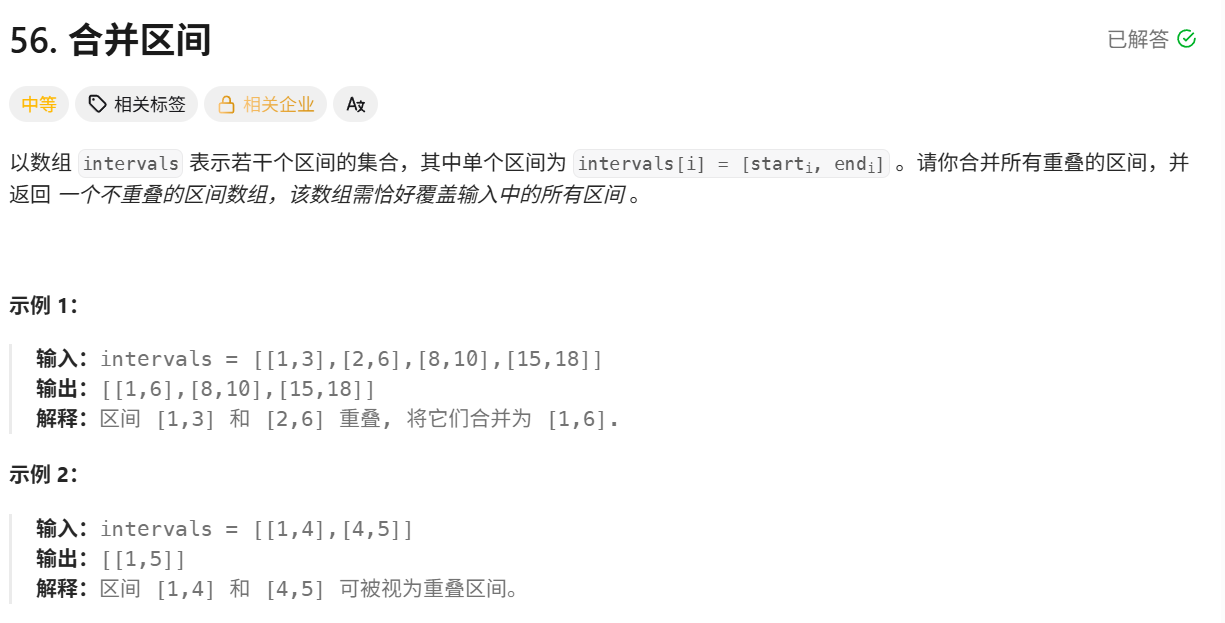 56. 合并区间
已解答
中等 相关标签 相关企业 A文
以数组 intervals 表示若干个区间的集合，其中单个区间为 intervals[i] = [starti, endi] 。请你合并所有重叠的区间，并
返回 一个不重叠的区间数组，该数组需恰好覆盖输入中的所有区间 。
示例 1：
输入：intervals = [[1,3],[2,6],[8,10],[15,18]]
输出：[[1,6],[8,10],[15,18]]
解释：区间 [1,3] 和 [2,6] 重叠, 将它们合并为 [1,6].
示例 2：
输入：intervals = [[1,4],[4,5]]
输出：[[1,5]]
解释：区间 [1,4] 和 [4,5] 可被视为重叠区间。